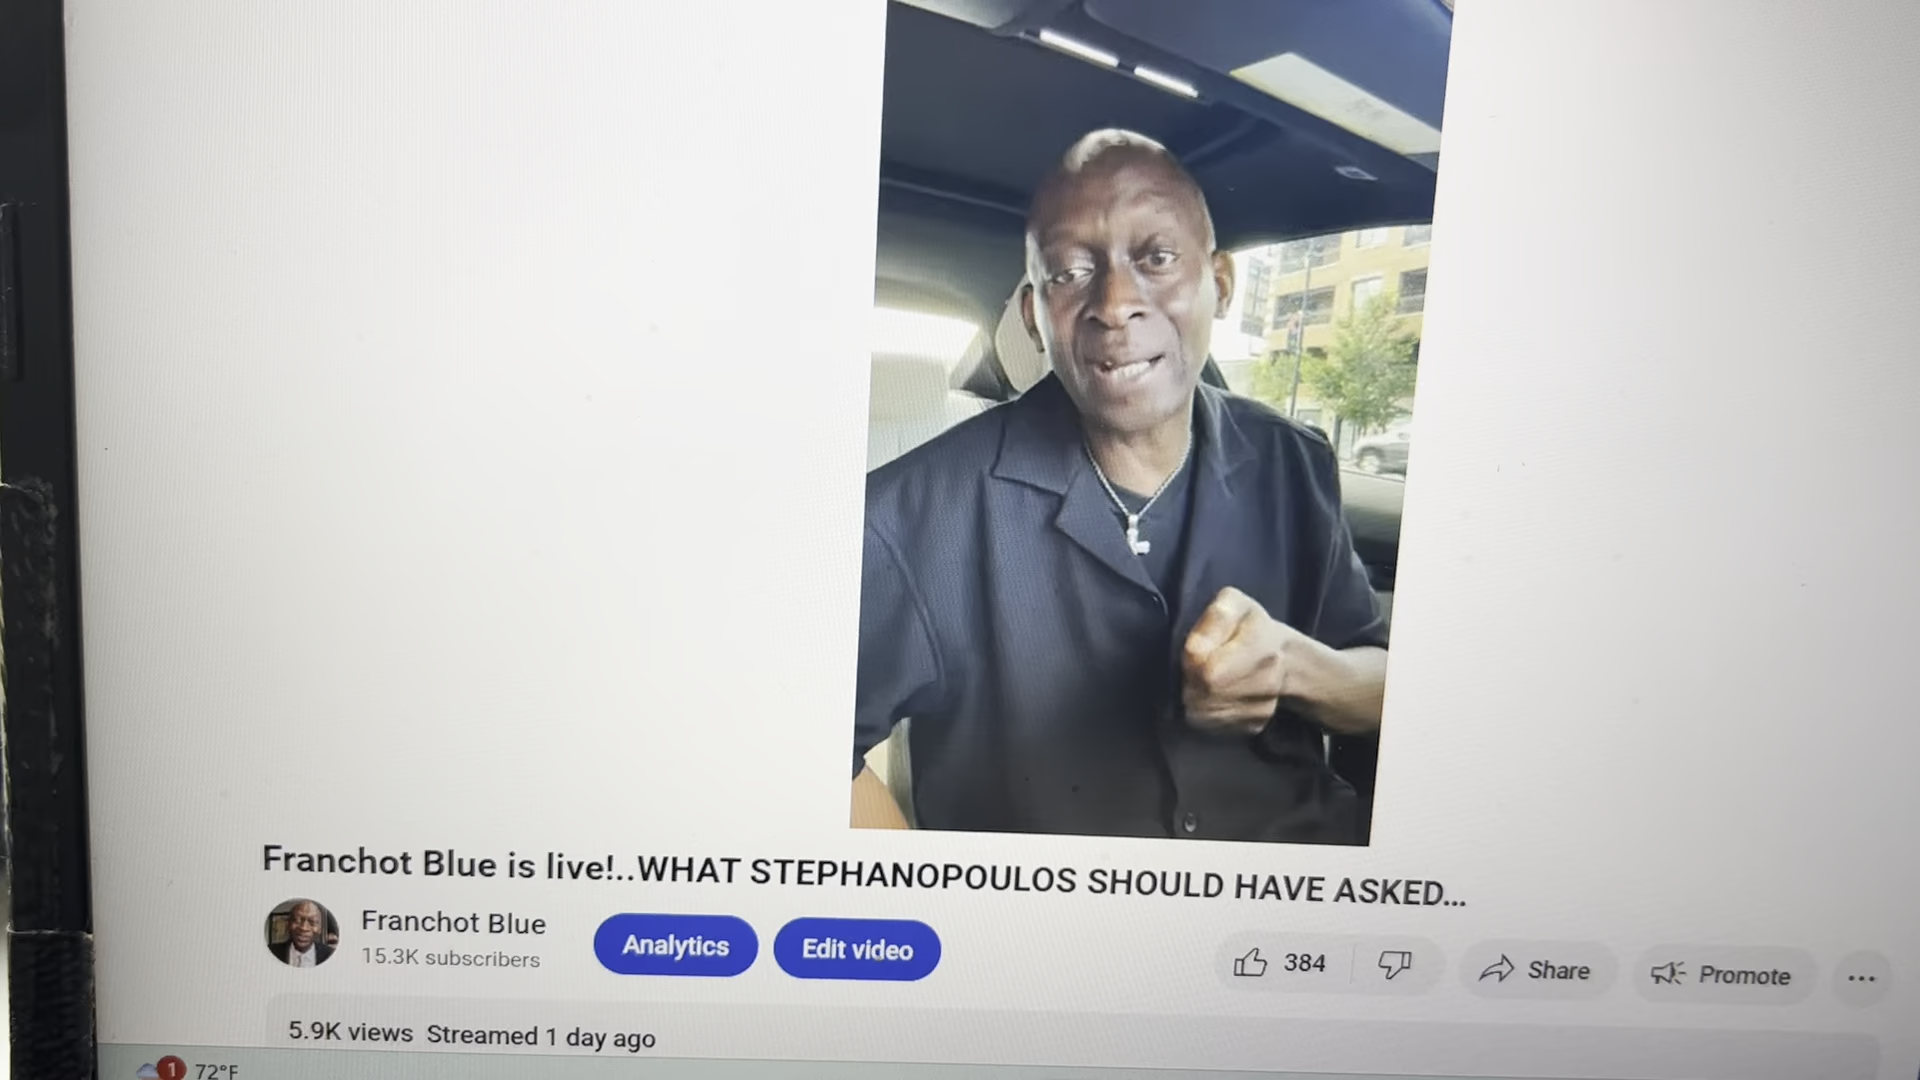 Franchot Blue is live!..WHAT STEPHANOPOULOS SHOULD HAVE ASKED...
Franchot Blue
15.3K subscribers
Analytics
Edit video
384
Share
Promote
5.9K views Streamed 1 day ago
1
72°F